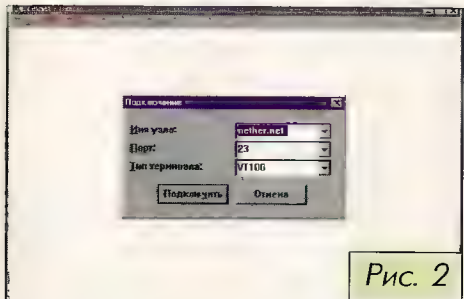 Подключение
Имя узла: nether.net
Порт: 23
Тип терминала: VT100
Подключить Отмена
Рис. 2